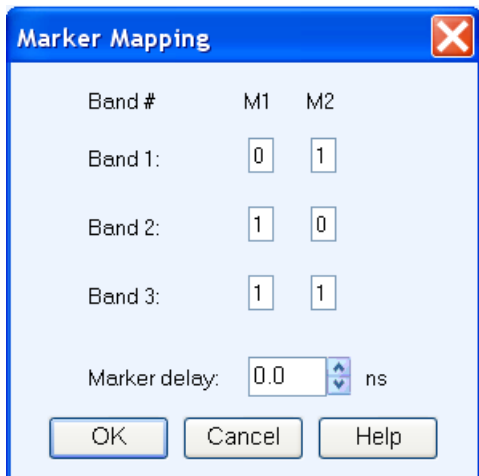 Marker Mapping
Band # M1 M2
Band 1: 0 1
Band 2: 1 0
Band 3: 1 1
Marker delay: 0.0 ns
OK Cancel Help